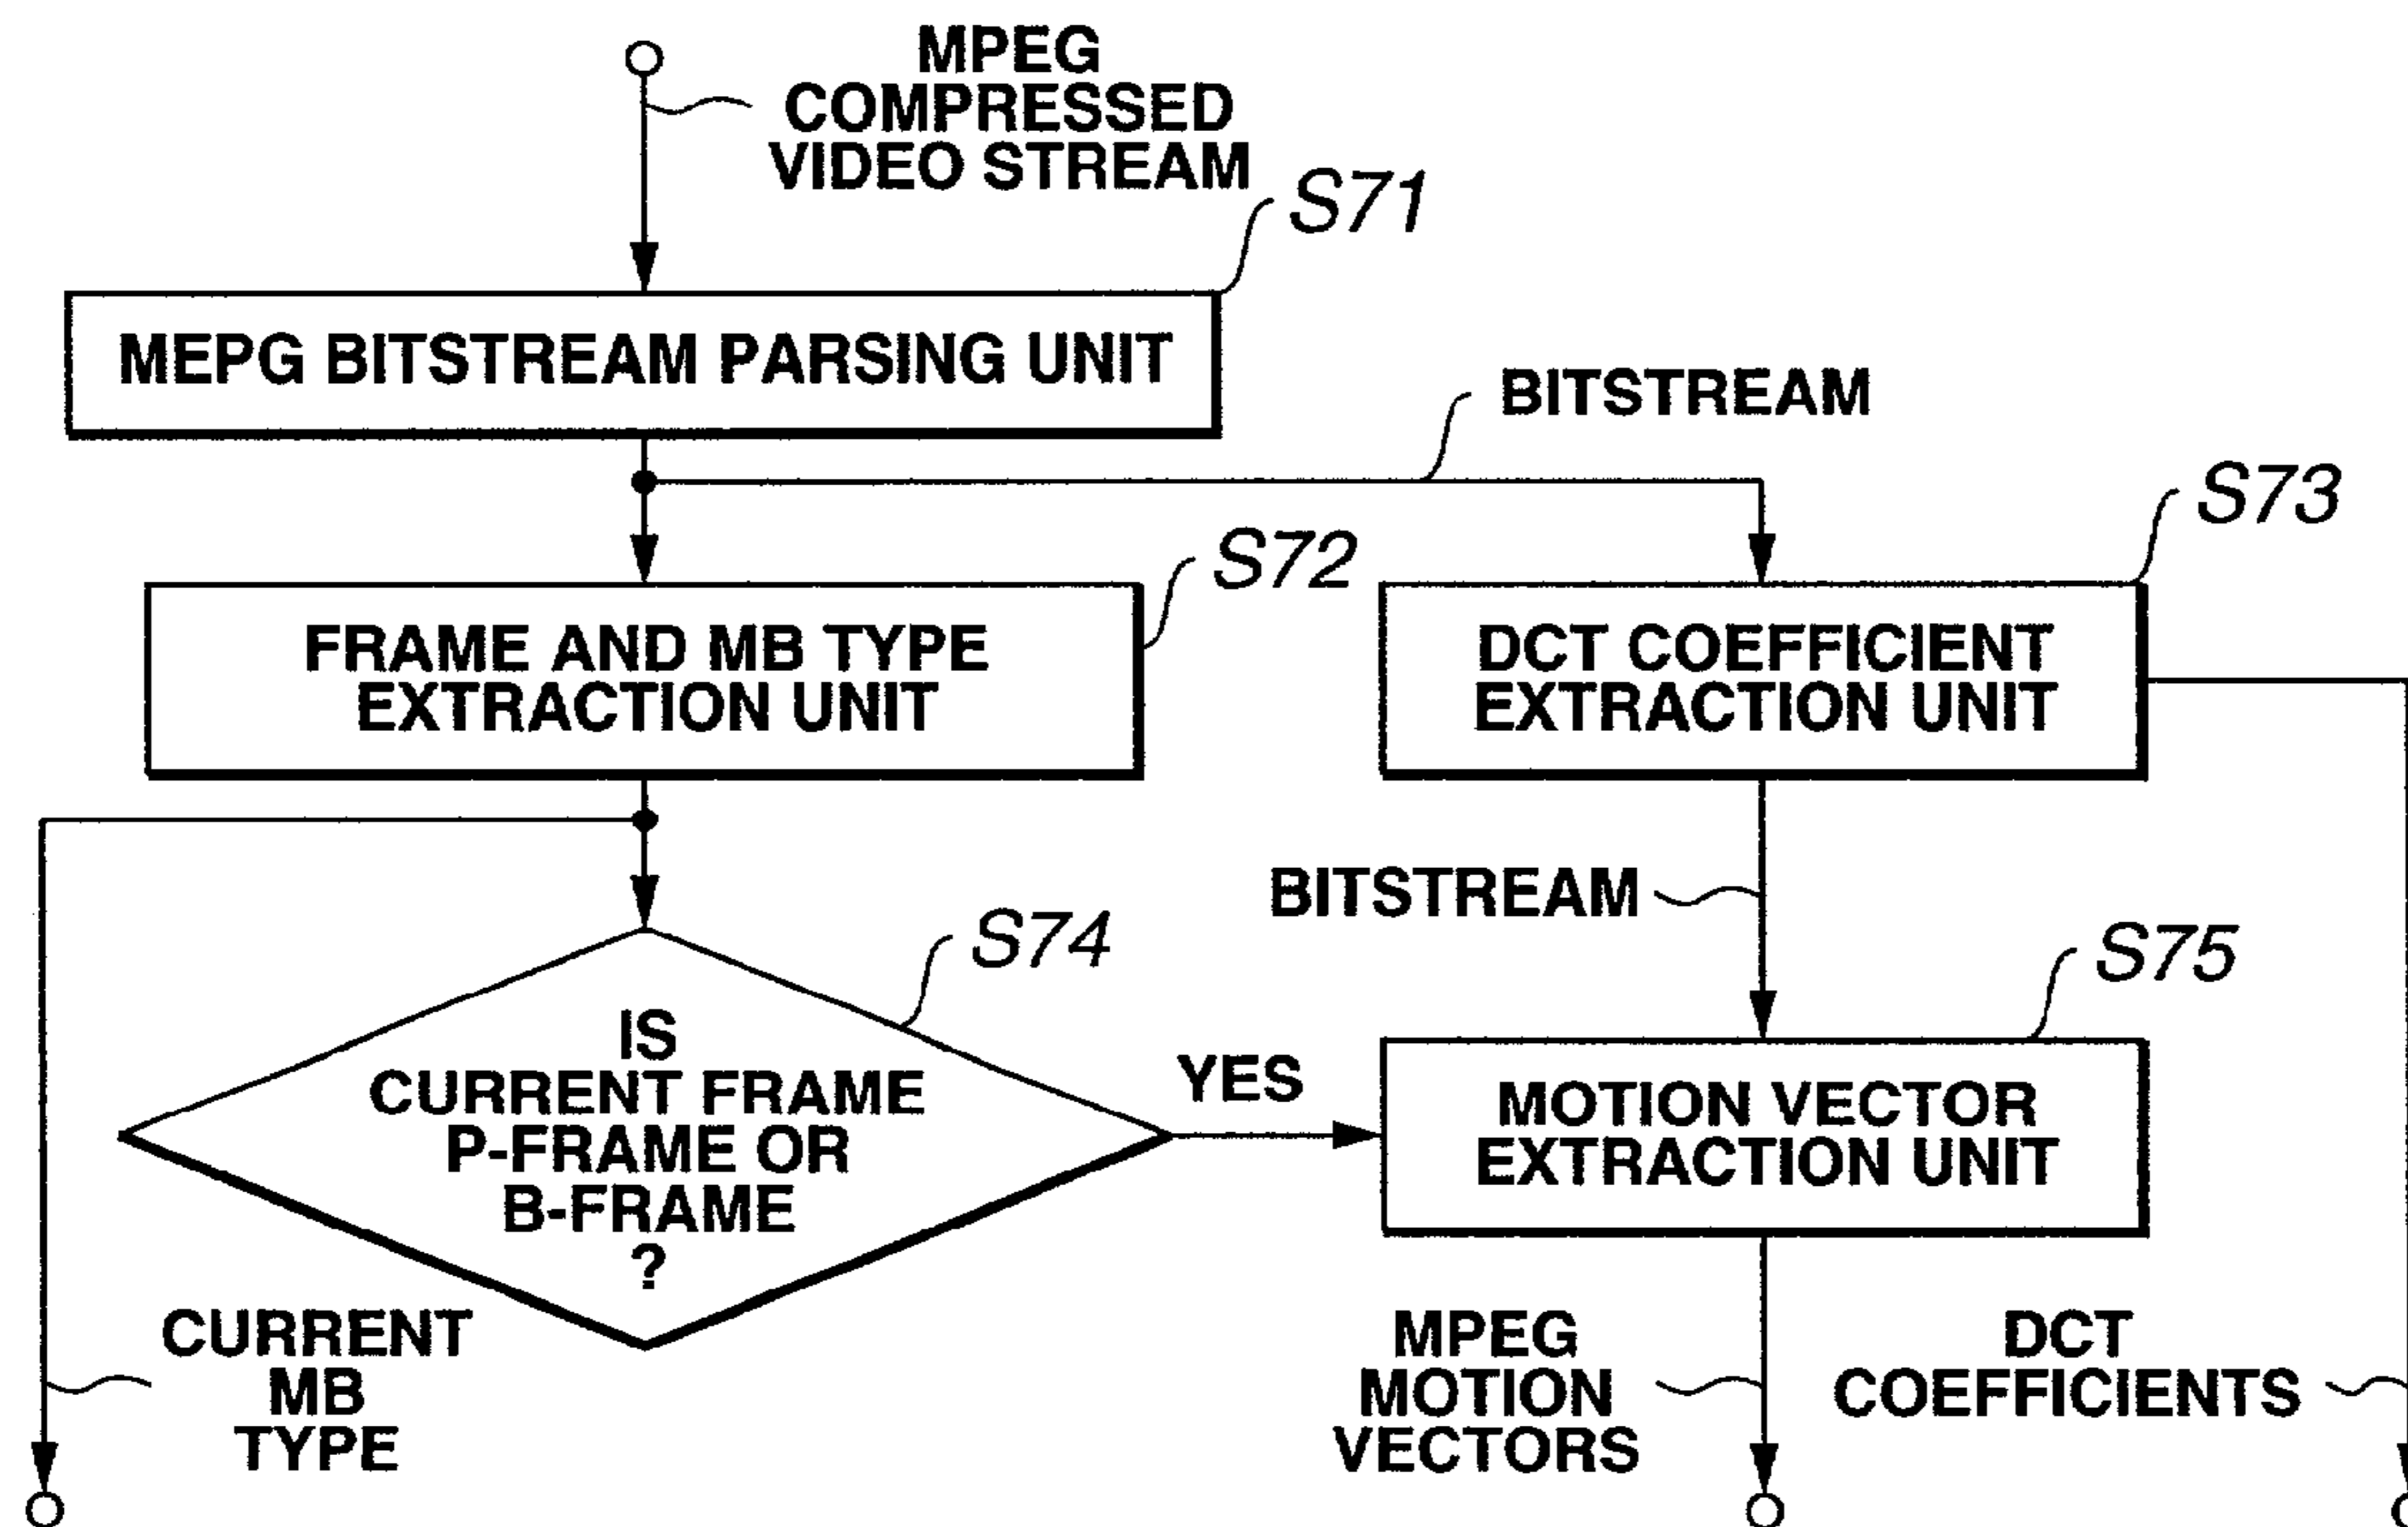 MPEG
COMPRESSED
VIDEO STREAM
S71
MEPG BITSTREAM PARSING UNIT
BITSTREAM
S72
S73
FRAME AND MB TYPE
EXTRACTION UNIT
DCT COEFFICIENT
EXTRACTION UNIT
BITSTREAM
S74
S75
IS
CURRENT FRAME
P-FRAME OR
B-FRAME
?
YES
MOTION VECTOR
EXTRACTION UNIT
CURRENT
MB
TYPE
MPEG
MOTION
VECTORS
DCT
COEFFICIENTS